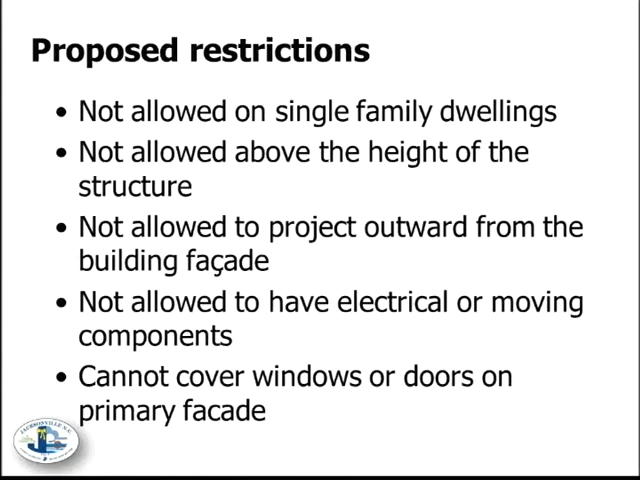 Proposed restrictions
• Not allowed on single family dwellings
• Not allowed above the height of the
structure
• Not allowed to project outward from the
building façade
• Not allowed to have electrical or moving
components
• Cannot cover windows or doors on
primary facade
JACKSONVILLE N.C.